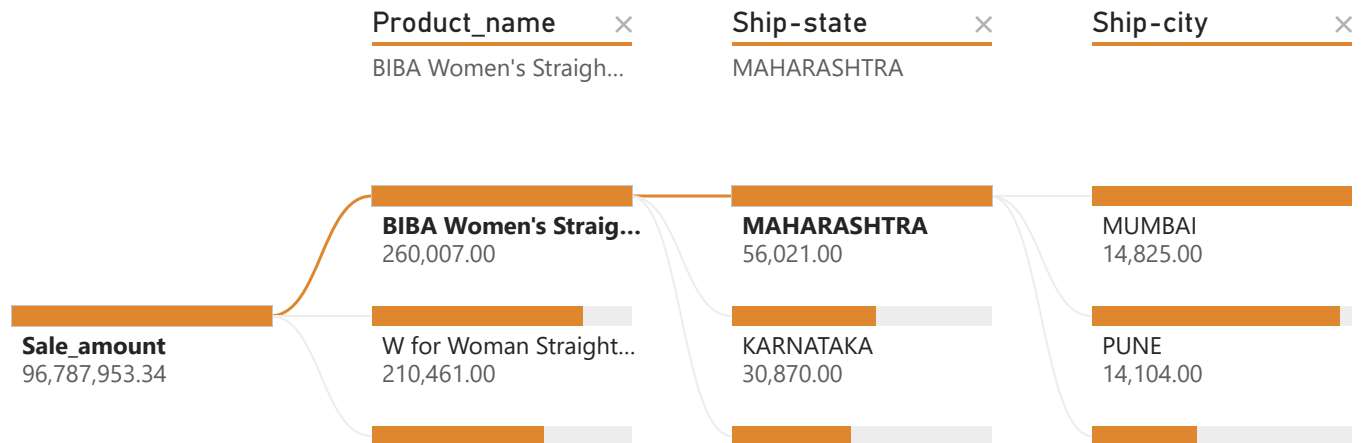 Product_name
Ship-state
Ship-city
BIBA Women's Straigh...
MAHARASHTRA
BIBA Women's Straig...
260,007.00
MAHARASHTRA
56,021.00
MUMBAI
14,825.00
Sale_amount
96,787,953.34
W for Woman Straight...
210,461.00
KARNATAKA
30,870.00
PUNE
14,104.00